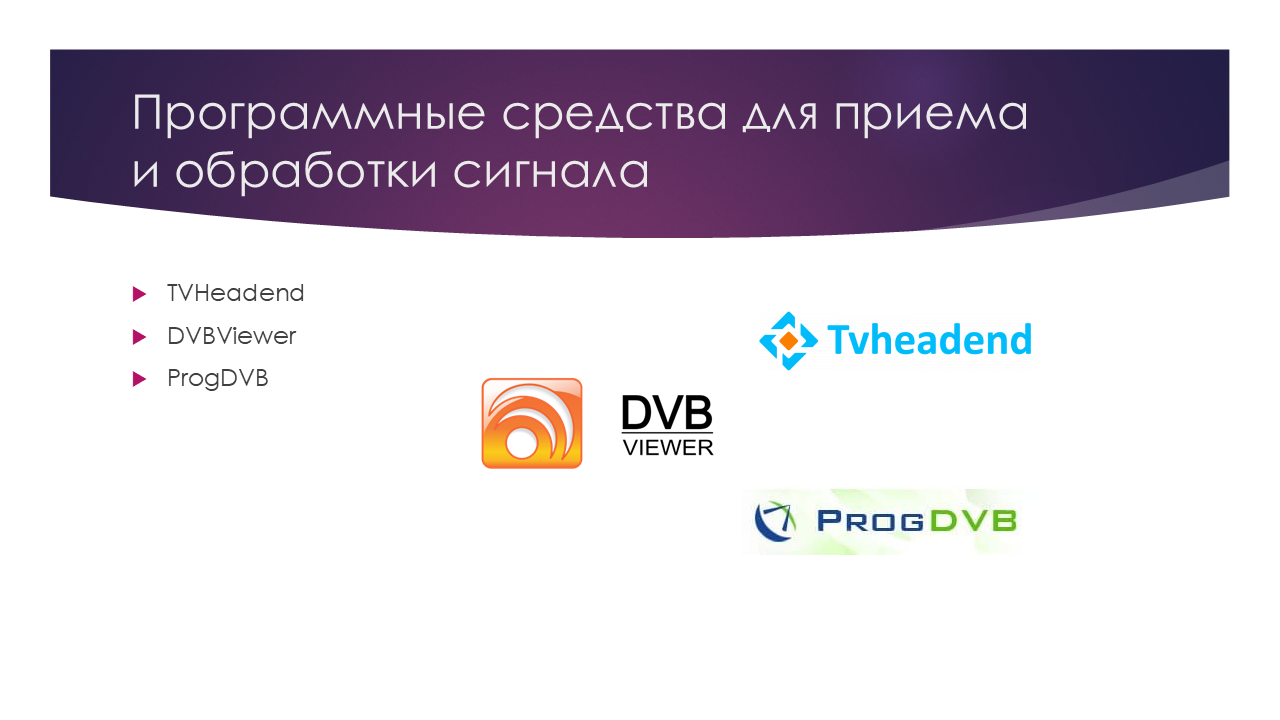 Программные средства для приема
и обработки сигнала
TVHeadend
DVBViewer
ProgDVB
Tvheadend
DVB
VIEWER
PROGDVB